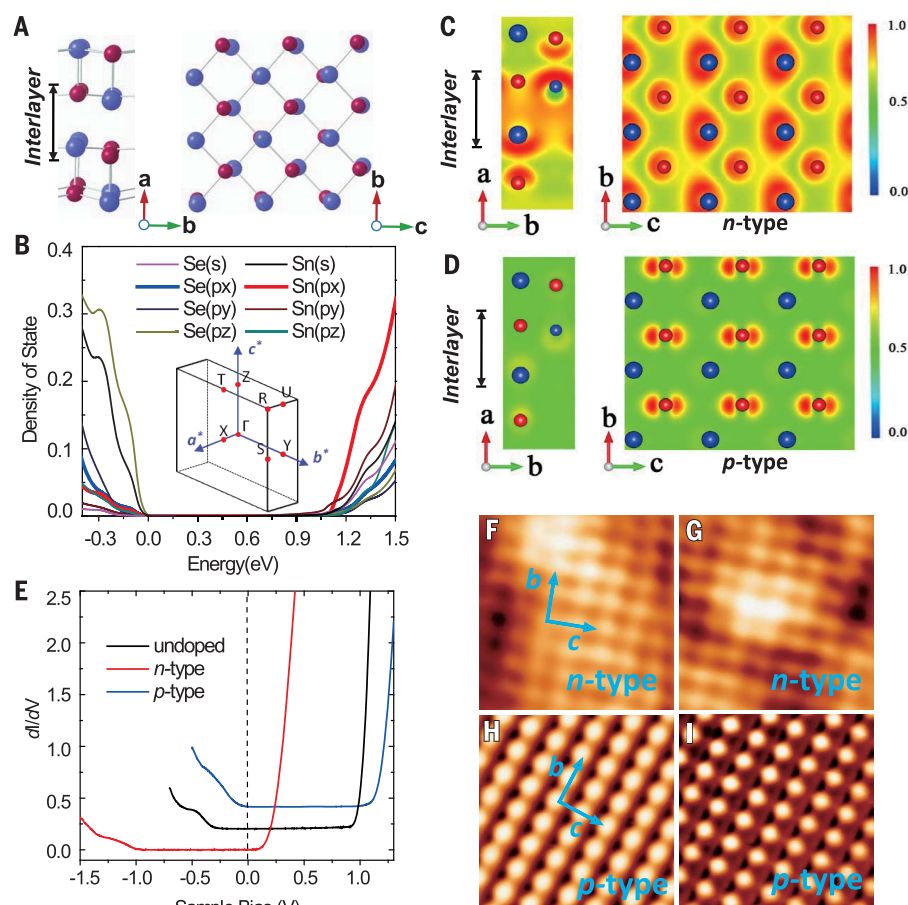 A
Interlayer
a
b
b
c
B
0.4
0.3
0.2
0.1
0.0
Density of State
Se(s)
Sn(s)
Se(px)
Sn(px)
Se(py)
Sn(py)
Se(pz)
Sn(pz)
c*
T
Z
U
R
X
Γ
S
Y
a*
b*
-0.3
0.0
0.3
0.6
0.9
1.2
1.5
Energy(eV)
C
Interlayer
a
b
b
c
n-type
1.0
0.5
0.0
D
Interlayer
a
b
b
c
p-type
1.0
0.5
0.0
E
2.5
2.0
1.5
1.0
0.5
0.0
dI/dV
undoped
n-type
p-type
-1.5
-1.0
-0.5
0.0
0.5
1.0
Sample Bias (V)
F
b
c
n-type
G
n-type
H
b
c
p-type
I
p-type